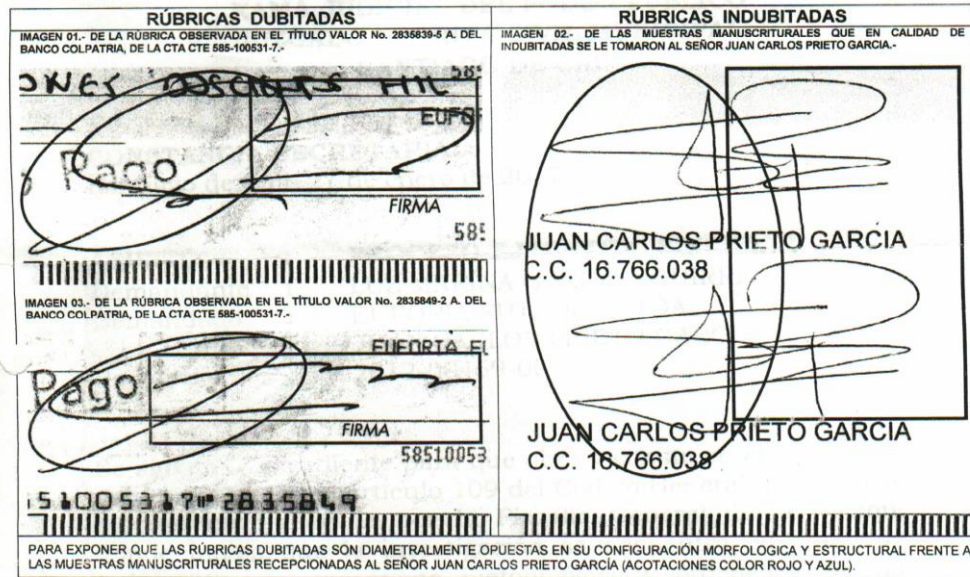 RÚBRICAS DUBITADAS
IMAGEN 01.- DE LA RÚBRICA OBSERVADA EN EL TÍTULO VALOR No. 2835839-5 A. DEL
BANCO COLPATRIA, DE LA CTA CTE 585-100531-7.-
EUFO
Pago
FIRMA
585
IMAGEN 03.- DE LA RÚBRICA OBSERVADA EN EL TÍTULO VALOR No. 2835849-2 A. DEL
BANCO COLPATRIA, DE LA CTA CTE 585-100531-7.-
EUFORIA EU
Pago
FIRMA
58510053
51005317⑈ 2835849
RÚBRICAS INDUBITADAS
IMAGEN 02.- DE LAS MUESTRAS MANUSCRITURALES QUE EN CALIDAD DE
INDUBITADAS SE LE TOMARON AL SEÑOR JUAN CARLOS PRIETO GARCIA.-
JUAN CARLOS PRIETO GARCIA
C.C. 16.766.038
JUAN CARLOS PRIETO GARCIA
C.C. 16.766.038
PARA EXPONER QUE LAS RÚBRICAS DUBITADAS SON DIAMETRALMENTE OPUESTAS EN SU CONFIGURACIÓN MORFOLOGICA Y ESTRUCTURAL FRENTE A
LAS MUESTRAS MANUSCRITURALES RECEPCIONADAS AL SEÑOR JUAN CARLOS PRIETO GARCÍA (ACOTACIONES COLOR ROJO Y AZUL).